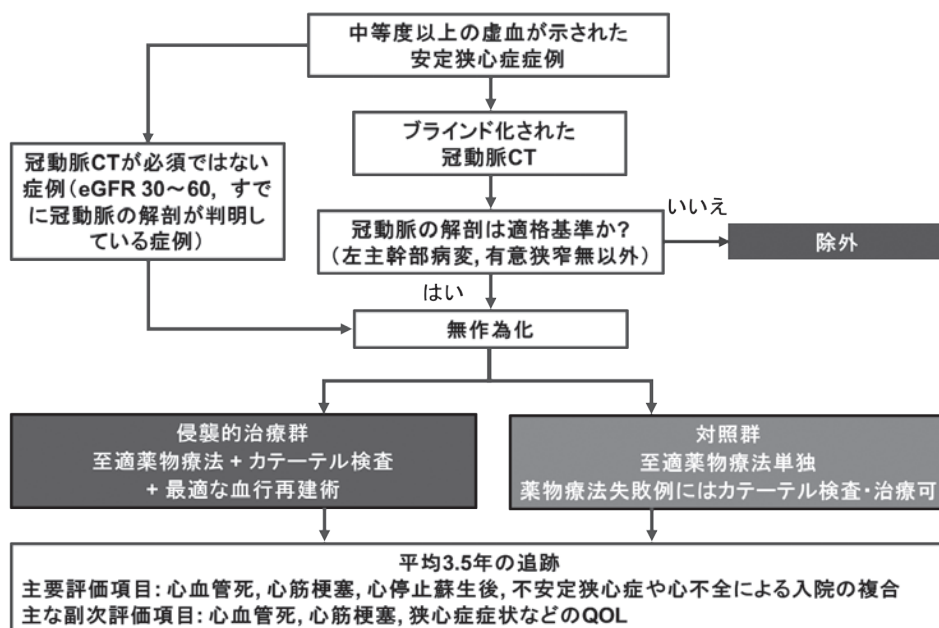 中等度以上の虚血が示された
安定狭心症症例
ブラインド化された
冠動脈CT
冠動脈CTが必須ではない
症例（eGFR 30〜60, すで
に冠動脈の解剖が判明し
ている症例）
冠動脈の解剖は適格基準か?
（左主幹部病変, 有意狭窄無以外）
いいえ
除外
はい
無作為化
侵襲的治療群
至適薬物療法 + カテーテル検査
+ 最適な血行再建術
対照群
至適薬物療法単独
薬物療法失敗例にはカテーテル検査・治療可
平均3.5年の追跡
主要評価項目: 心血管死, 心筋梗塞, 心停止蘇生後, 不安定狭心症や心不全による入院の複合
主な副次評価項目: 心血管死, 心筋梗塞, 狭心症症状などのQOL